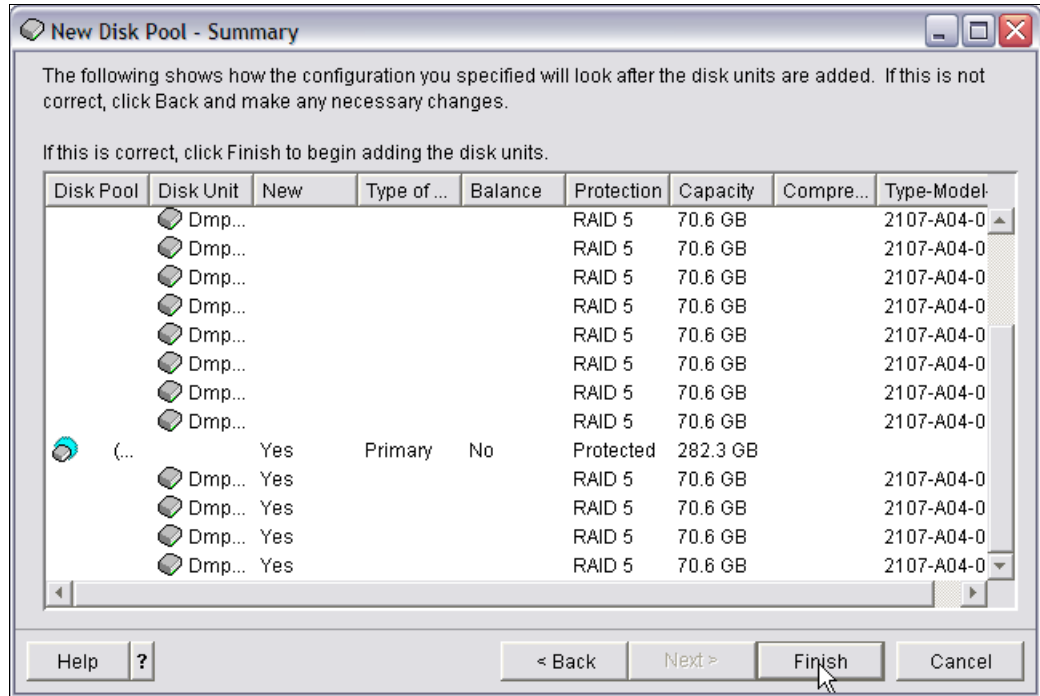 New Disk Pool - Summary
The following shows how the configuration you specified will look after the disk units are added. If this is not
correct, click Back and make any necessary changes.
If this is correct, click Finish to begin adding the disk units.
Disk Pool Disk Unit New Type of ... Balance Protection Capacity Compre... Type-Model-
Dmp... RAID 5 70.6 GB 2107-A04-0
Dmp... RAID 5 70.6 GB 2107-A04-0
Dmp... RAID 5 70.6 GB 2107-A04-0
Dmp... RAID 5 70.6 GB 2107-A04-0
Dmp... RAID 5 70.6 GB 2107-A04-0
Dmp... RAID 5 70.6 GB 2107-A04-0
Dmp... RAID 5 70.6 GB 2107-A04-0
Dmp... RAID 5 70.6 GB 2107-A04-0
(... Yes Primary No Protected 282.3 GB
Dmp... Yes RAID 5 70.6 GB 2107-A04-0
Dmp... Yes RAID 5 70.6 GB 2107-A04-0
Dmp... Yes RAID 5 70.6 GB 2107-A04-0
Dmp... Yes RAID 5 70.6 GB 2107-A04-0
Help ? < Back Next > Finish Cancel